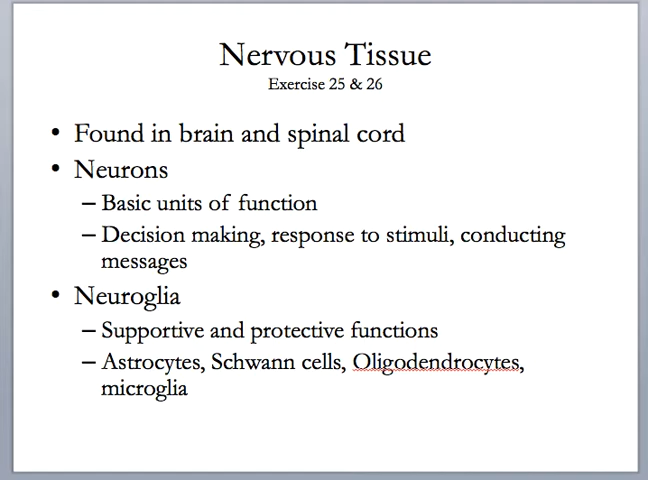 Nervous Tissue
Exercise 25 & 26
• Found in brain and spinal cord
• Neurons
– Basic units of function
– Decision making, response to stimuli, conducting
messages
• Neuroglia
– Supportive and protective functions
– Astrocytes, Schwann cells, Oligodendrocytes,
microglia